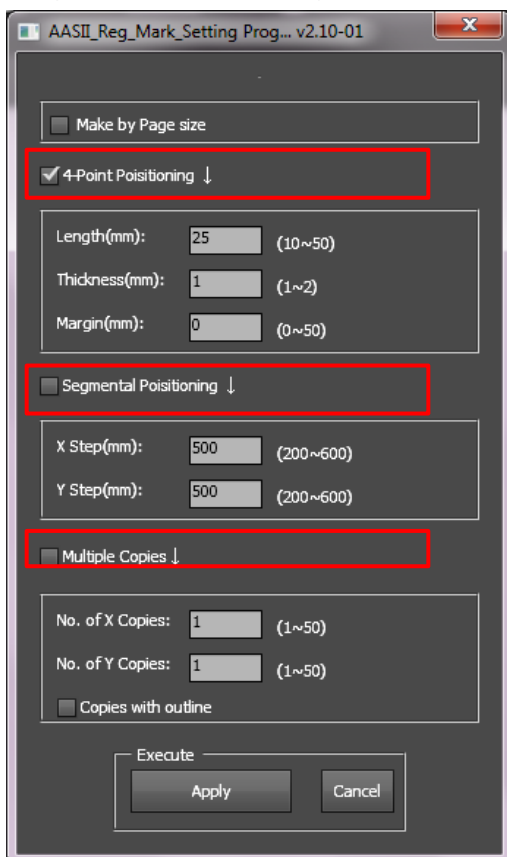 AASII_Reg_Mark_Setting Prog... v2.10-01
Make by Page size
4-Point Poisitioning ↓
Length(mm): 25 (10~50)
Thickness(mm): 1 (1~2)
Margin(mm): 0 (0~50)
Segmental Poisitioning ↓
X Step(mm): 500 (200~600)
Y Step(mm): 500 (200~600)
Multiple Copies ↓
No. of X Copies: 1 (1~50)
No. of Y Copies: 1 (1~50)
Copies with outline
Execute
Apply Cancel